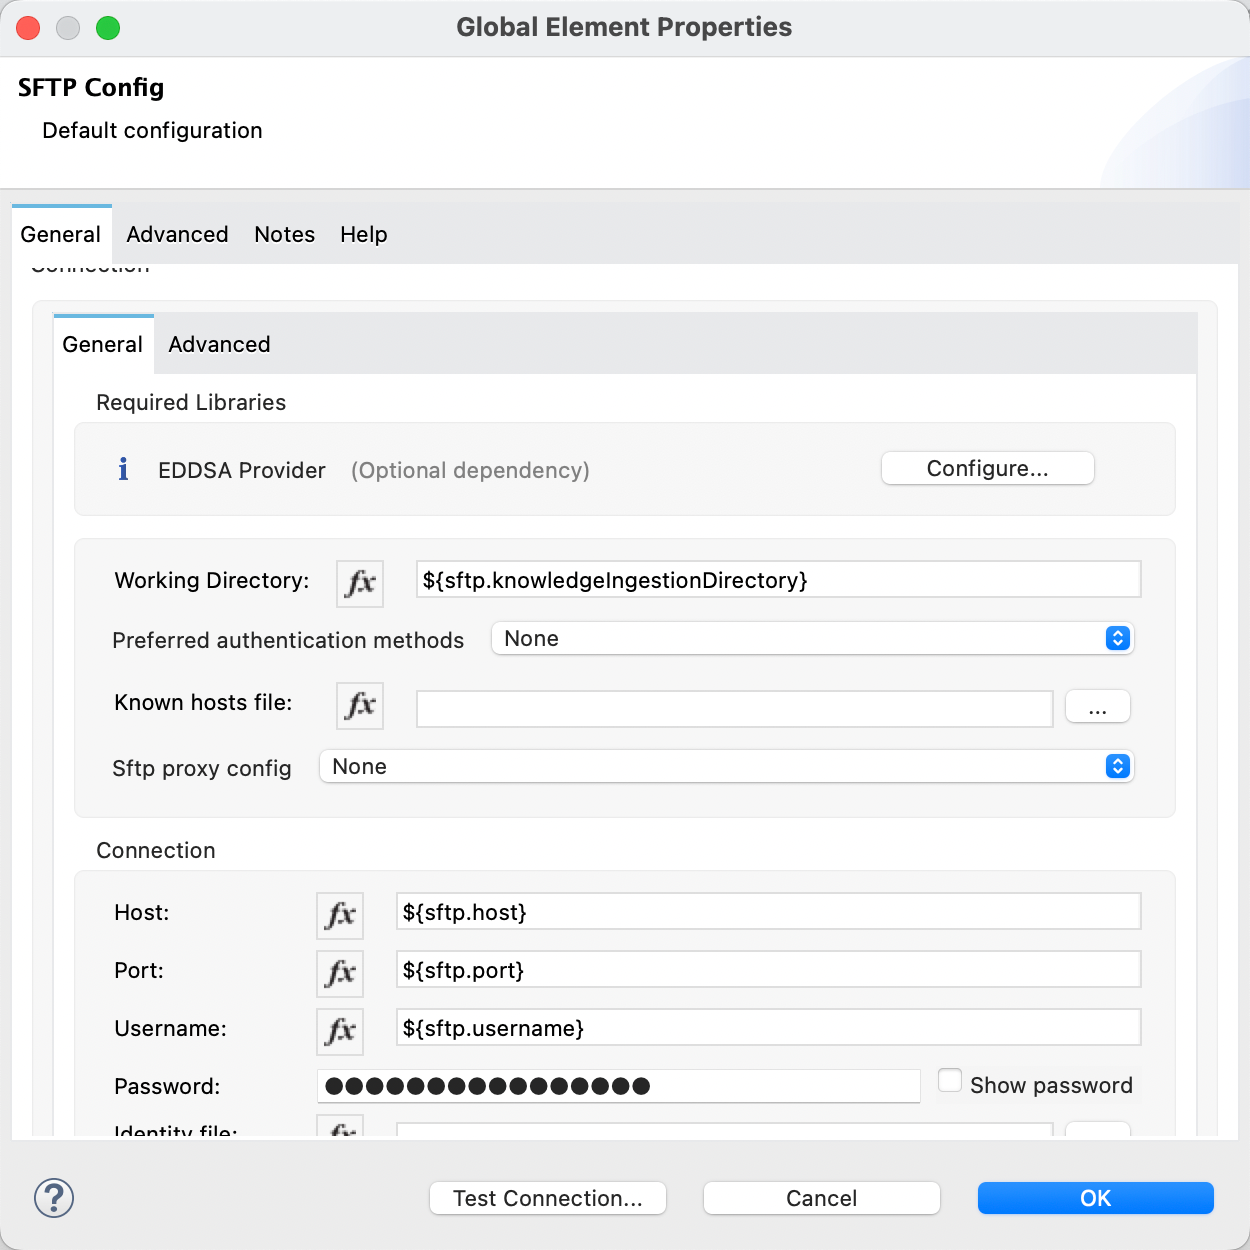 Global Element Properties
SFTP Config
Default configuration
General Advanced Notes Help
Connection
General Advanced
Required Libraries
i EDDSA Provider (Optional dependency) Configure...
Working Directory: fx ${sftp.knowledgeIngestionDirectory}
Preferred authentication methods None
Known hosts file: fx ...
Sftp proxy config None
Connection
Host: fx ${sftp.host}
Port: fx ${sftp.port}
Username: fx ${sftp.username}
Password: ●●●●●●●●●●●●●●●● Show password
Identity file: fx
? Test Connection... Cancel OK